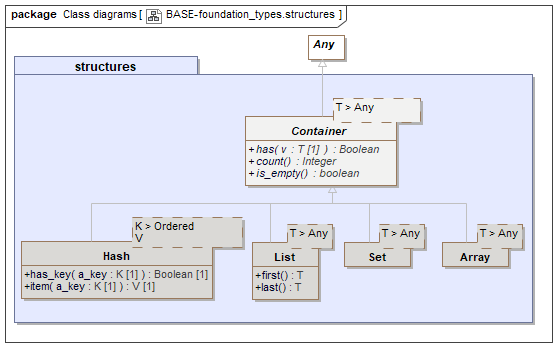 package Class diagrams [ BASE-foundation_types.structures ]
Any
structures
T > Any
Container
+has( v : T [1] ) : Boolean
+count() : Integer
+is_empty() : boolean
K > Ordered
V
Hash
+has_key( a_key : K [1] ) : Boolean [1]
+item( a_key : K [1] ) : V [1]
T > Any
List
+first() : T
+last() : T
T > Any
Set
T > Any
Array